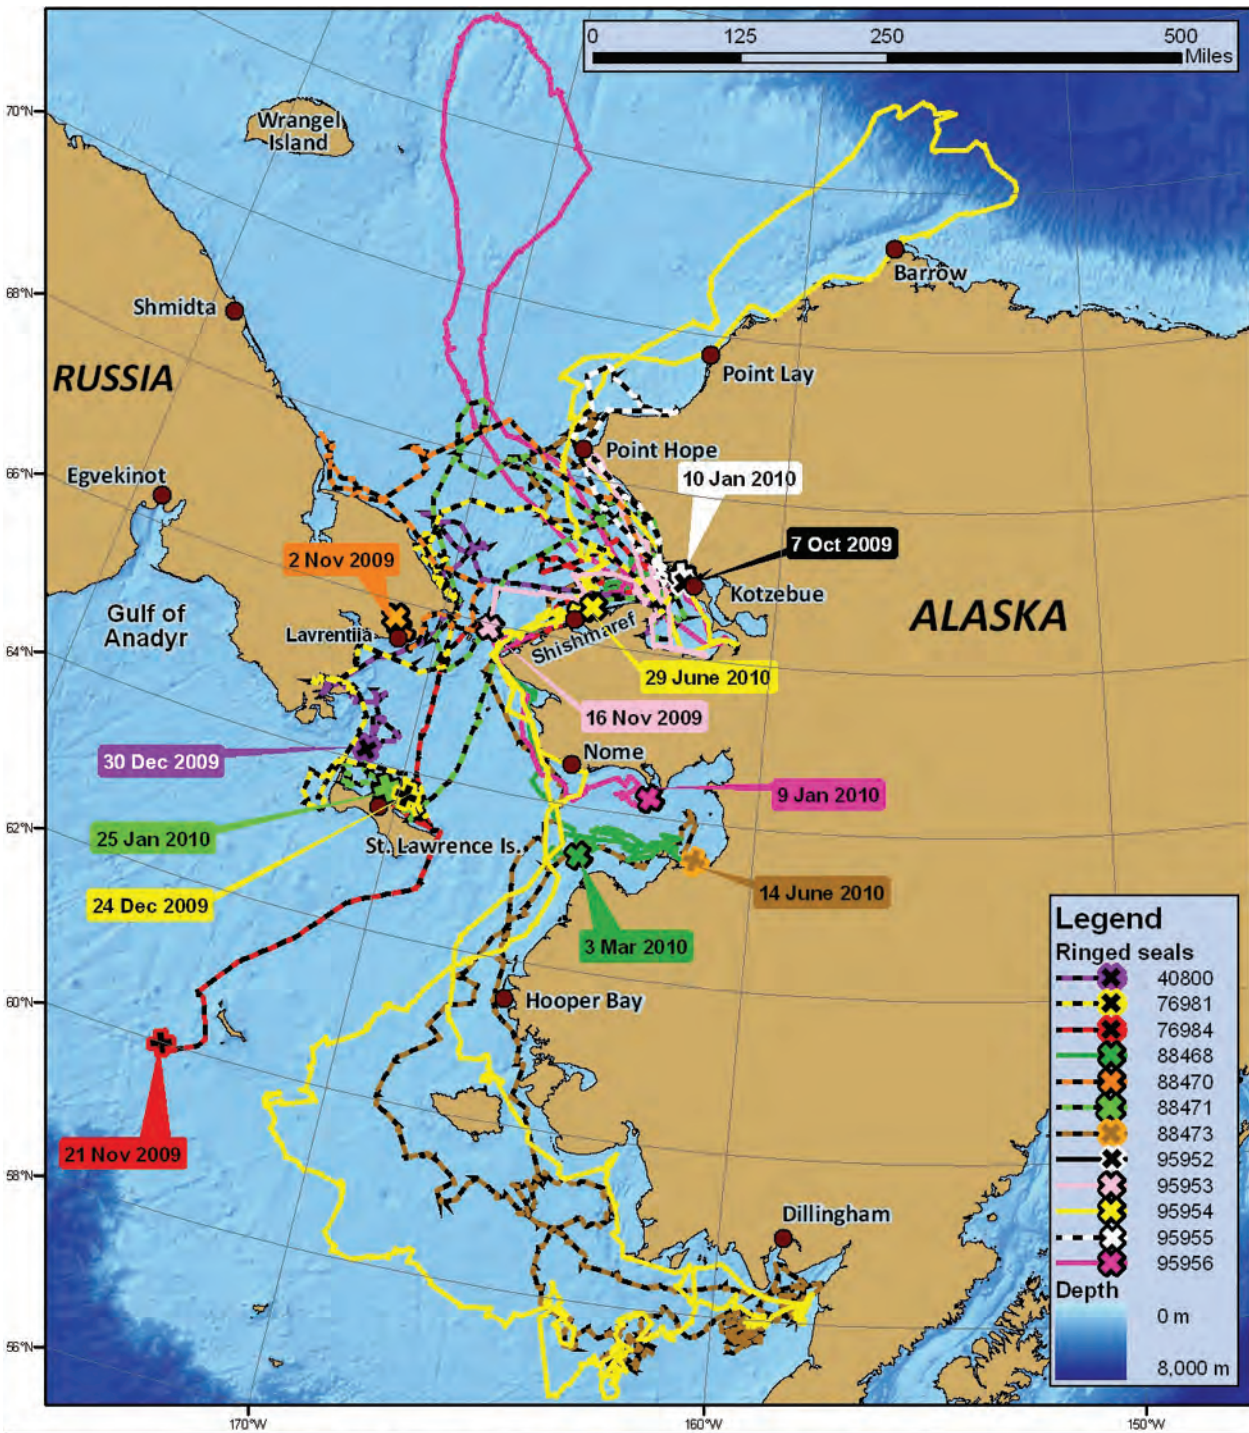 0 125 250 500
Miles
70°N
Wrangel
Island
Barrow
68°N
Shmidta
RUSSIA
Point Lay
Point Hope
66°N
Egvekinot
10 Jan 2010
7 Oct 2009
2 Nov 2009
Kotzebue
Gulf of
Anadyr
ALASKA
Lavrentiia
Shishmaref
64°N
29 June 2010
16 Nov 2009
Nome
30 Dec 2009
9 Jan 2010
62°N
25 Jan 2010
St. Lawrence Is.
24 Dec 2009
14 June 2010
3 Mar 2010
60°N
Hooper Bay
21 Nov 2009
58°N
Dillingham
56°N
170°W
160°W
150°W
Legend
Ringed seals
40800
76981
76984
88468
88470
88471
88473
95952
95953
95954
95955
95956
Depth
0 m
8,000 m